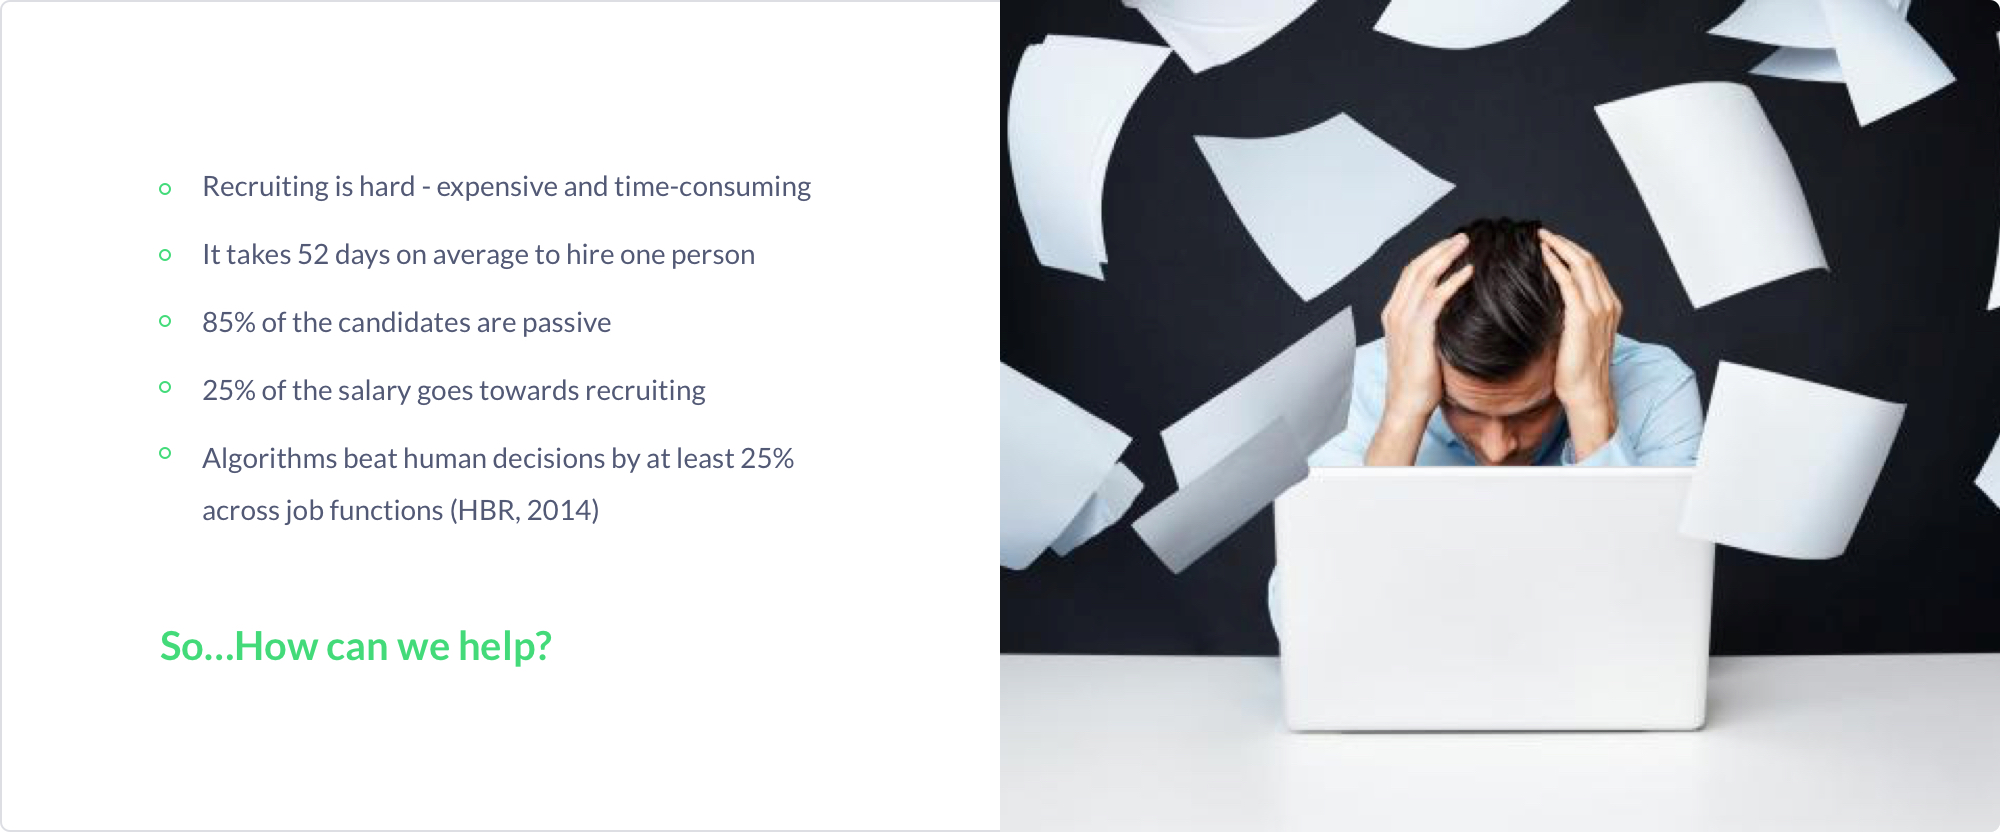 Recruiting is hard - expensive and time-consuming
It takes 52 days on average to hire one person
85% of the candidates are passive
25% of the salary goes towards recruiting
Algorithms beat human decisions by at least 25%
across job functions (HBR, 2014)
So...How can we help?